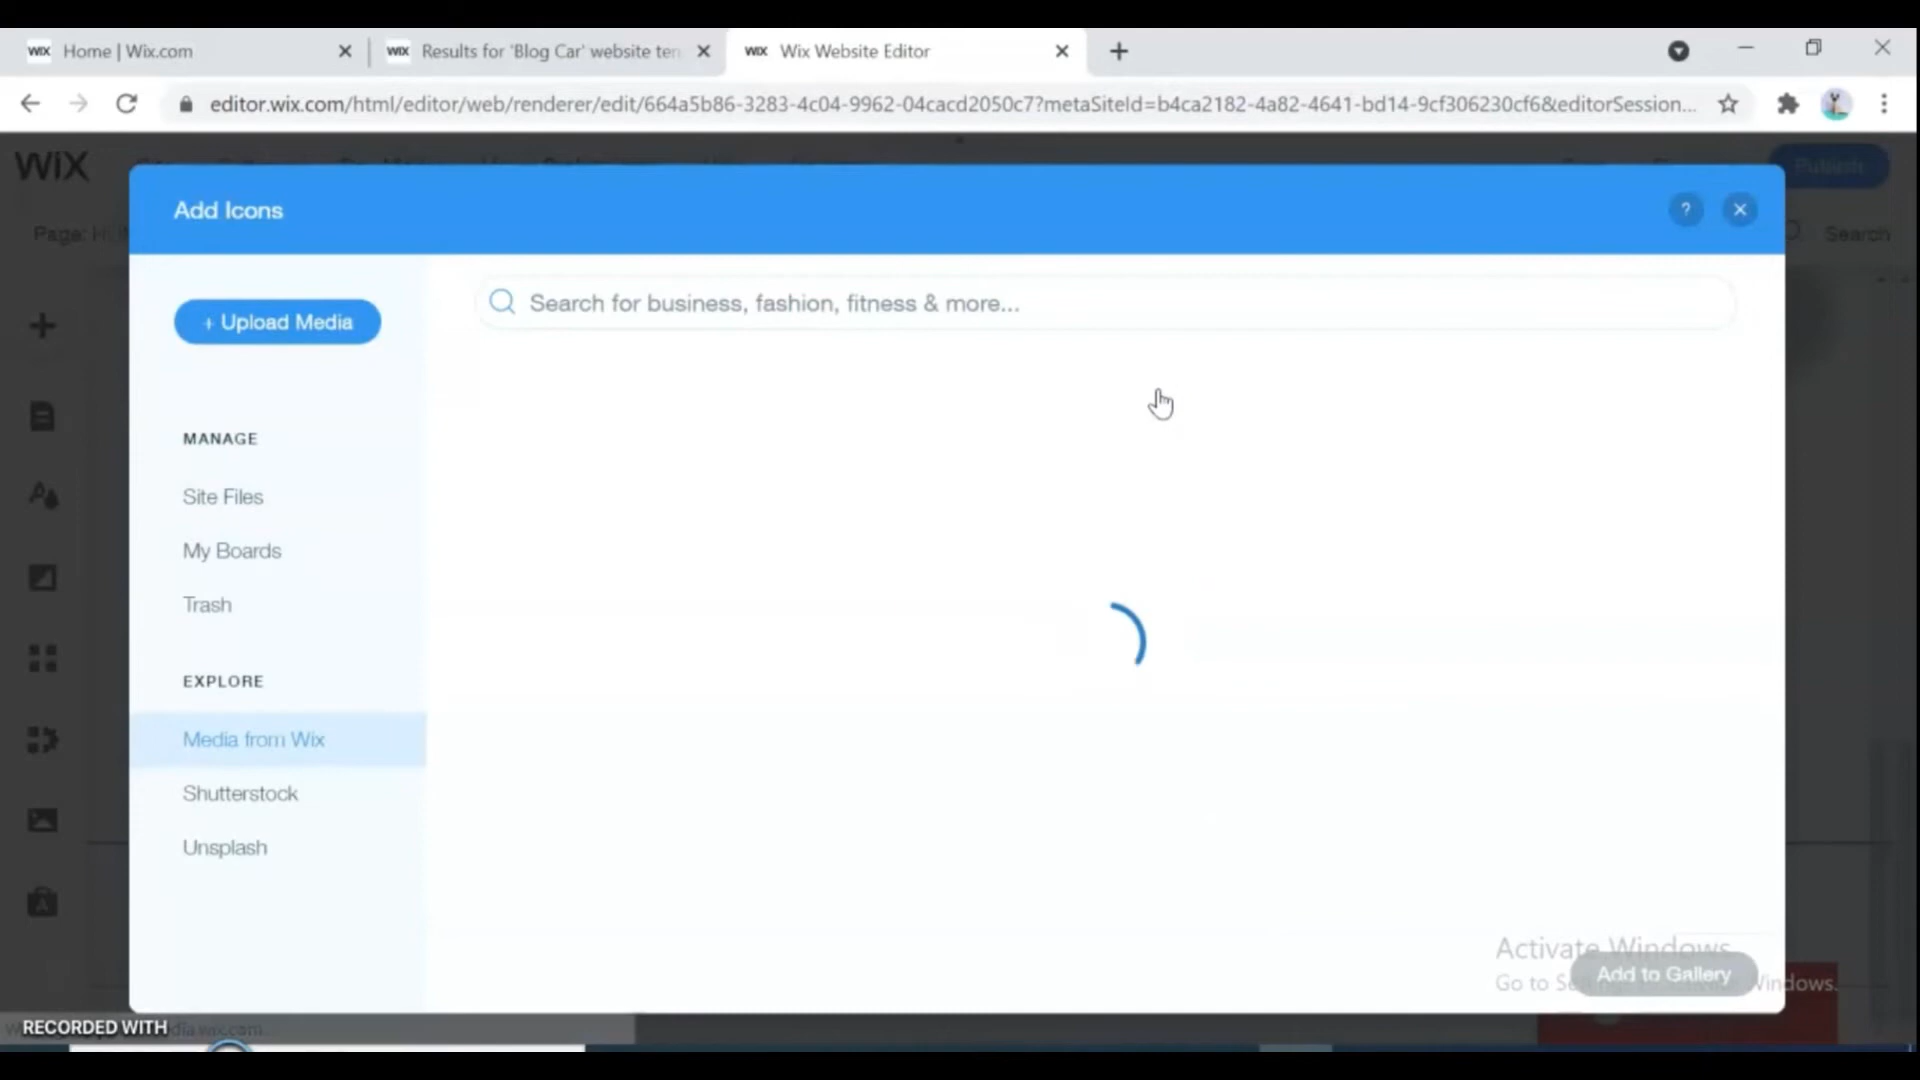 WIX Home | Wix.com
WIX Results for 'Blog Car' website ten
WIX Wix Website Editor
editor.wix.com/html/editor/web/renderer/edit/664a5b86-3283-4c04-9962-04cacd2050c7?metaSiteId=b4ca2182-4a82-4641-bd14-9cf306230cf6&editorSession...
WiX
Publish
Add Icons
?
Page:
Search
+ Upload Media
Search for business, fashion, fitness & more...
MANAGE
Site Files
My Boards
Trash
EXPLORE
Media from Wix
Shutterstock
Unsplash
Activate Windows
Go to
Windows.
Add to Gallery
RECORDED WITH